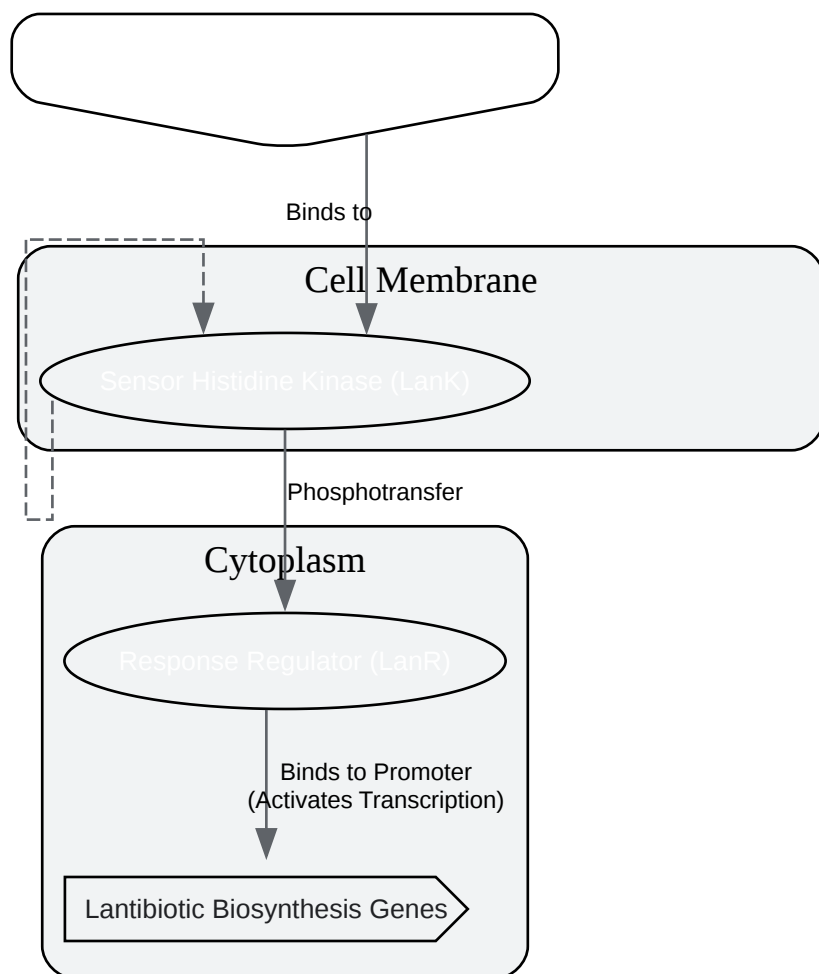 Binds to
Cell Membrane
Sensor Histidine Kinase (LanK)
Phosphotransfer
Cytoplasm
Response Regulator (LanR)
Binds to Promoter
(Activates Transcription)
Lantibiotic Biosynthesis Genes